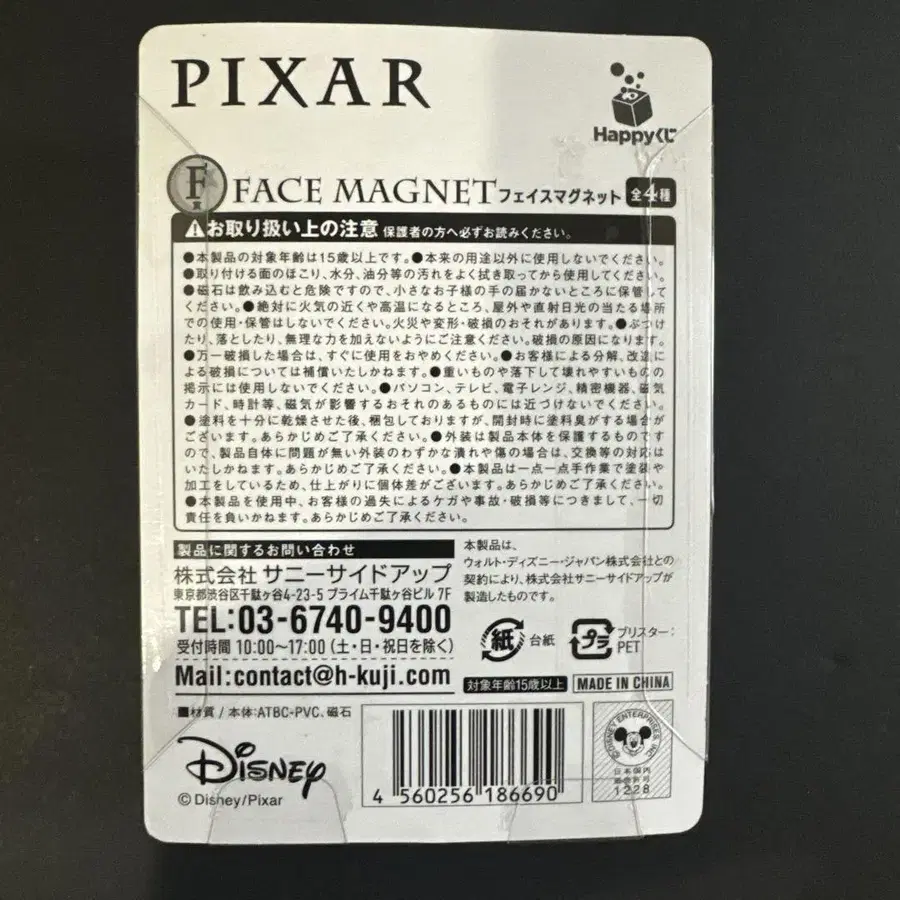 PIXAR
Happyくじ
F賞 FACE MAGNET フェイスマグネット 全4種
お取り扱い上の注意 保護者の方へ必ずお読みください。
●本製品の対象年齢は15歳以上です。●本来の用途以外に使用しないでください。
●取り付ける面のほこり、水分、油分等の汚れをよく拭き取ってから使用してください。
●磁石は飲み込むと危険ですので、小さなお子様の手の届かないところに保管して
ください。●絶対に火気の近くや高温になるところ、屋外や直射日光の当たる場所
での使用・保管はしないでください。火災や変形・破損のおそれがあります。●ぶつけ
たり、落としたり、無理な力を加えないようにご注意ください。破損の原因になります。
●万一破損した場合は、すぐに使用をおやめください。●お客様による分解、改造に
よる破損については補償いたしかねます。●重いものや落下して壊れやすいものの
掲示には使用しないでください。●パソコン、テレビ、電子レンジ、精密機器、磁気
カード、時計等、磁気が影響するおそれのあるものには近づけないでください。
●塗料を十分に乾燥させた後、梱包しておりますが、開封時に塗料臭がする場合が
ございます。あらかじめご了承ください。●外装は製品本体を保護するものです
ので、製品自体に問題が無い外装のわずかな潰れや傷の場合は、交換等の対応は
いたしかねます。あらかじめご了承ください。●本製品は一点一点手作業で塗装や
加工をしているため、仕上がりに個体差がございます。あらかじめご了承ください。
●本製品を使用中、お客様の過失によるケガや事故・破損等につきまして、一切
責任を負いかねます。あらかじめご了承ください。
製品に関するお問い合わせ
株式会社 サニーサイドアップ
東京都渋谷区千駄ヶ谷4-23-5 プライム千駄ヶ谷ビル 7F
TEL:03-6740-9400
受付時間 10:00〜17:00 (土・日・祝日を除く)
Mail:contact@h-kuji.com
本製品は、
ウォルト・ディズニー・ジャパン株式会社との
契約により、株式会社サニーサイドアップが
製造したものです。
紙 台紙
プラ ブリスター:
PET
対象年齢15歳以上
MADE IN CHINA
■材質 / 本体:ATBC-PVC、磁石
Disney
©Disney/Pixar
4 560256 186690
©DISNEY ENTERPRISES INC.
日本国内
1228